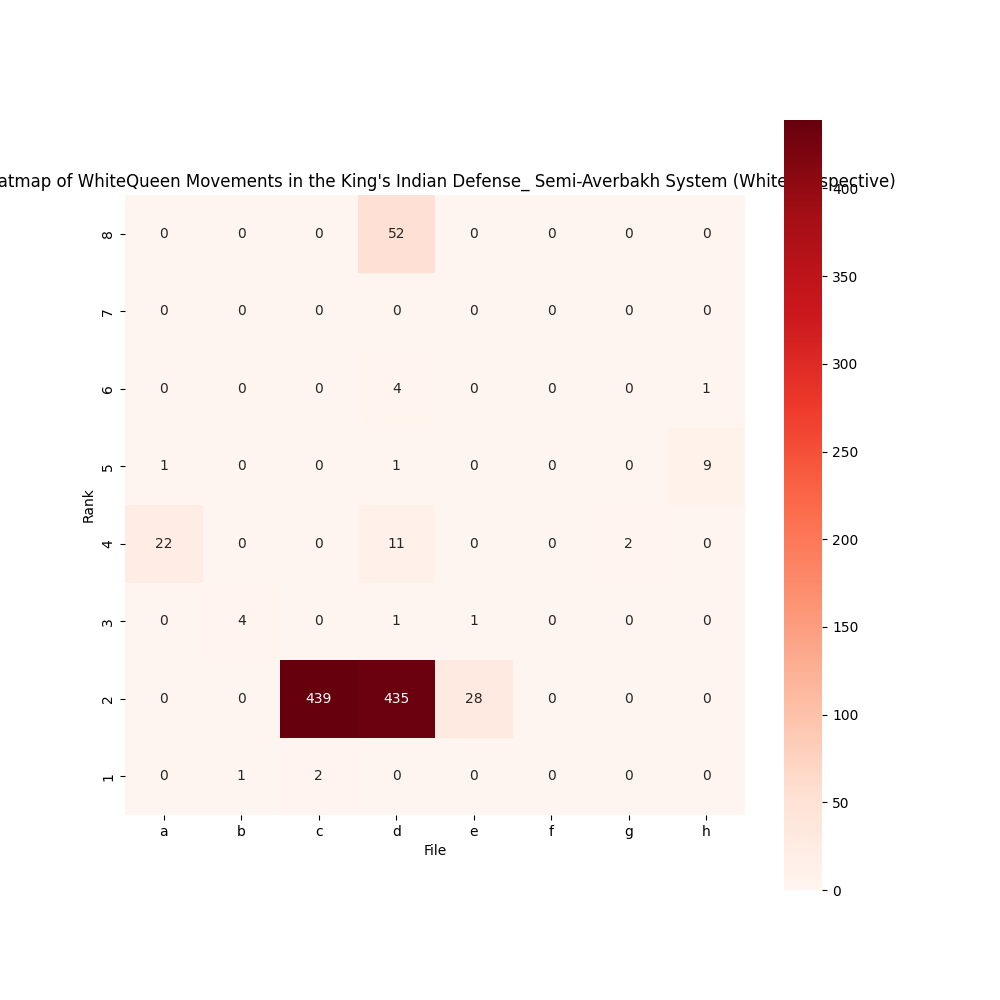 atmap of WhiteQueen Movements in the King's Indian Defense_ Semi-Averbakh System (White spective)
8 0 0 0 52 0 0 0 0
7 0 0 0 0 0 0 0 0
6 0 0 0 4 0 0 0 1
5 1 0 0 1 0 0 0 9
4 22 0 0 11 0 0 2 0
3 0 4 0 1 1 0 0 0
2 0 0 439 435 28 0 0 0
1 0 1 2 0 0 0 0 0
a b c d e f g h
File
Rank
400
350
300
250
200
150
100
50
0